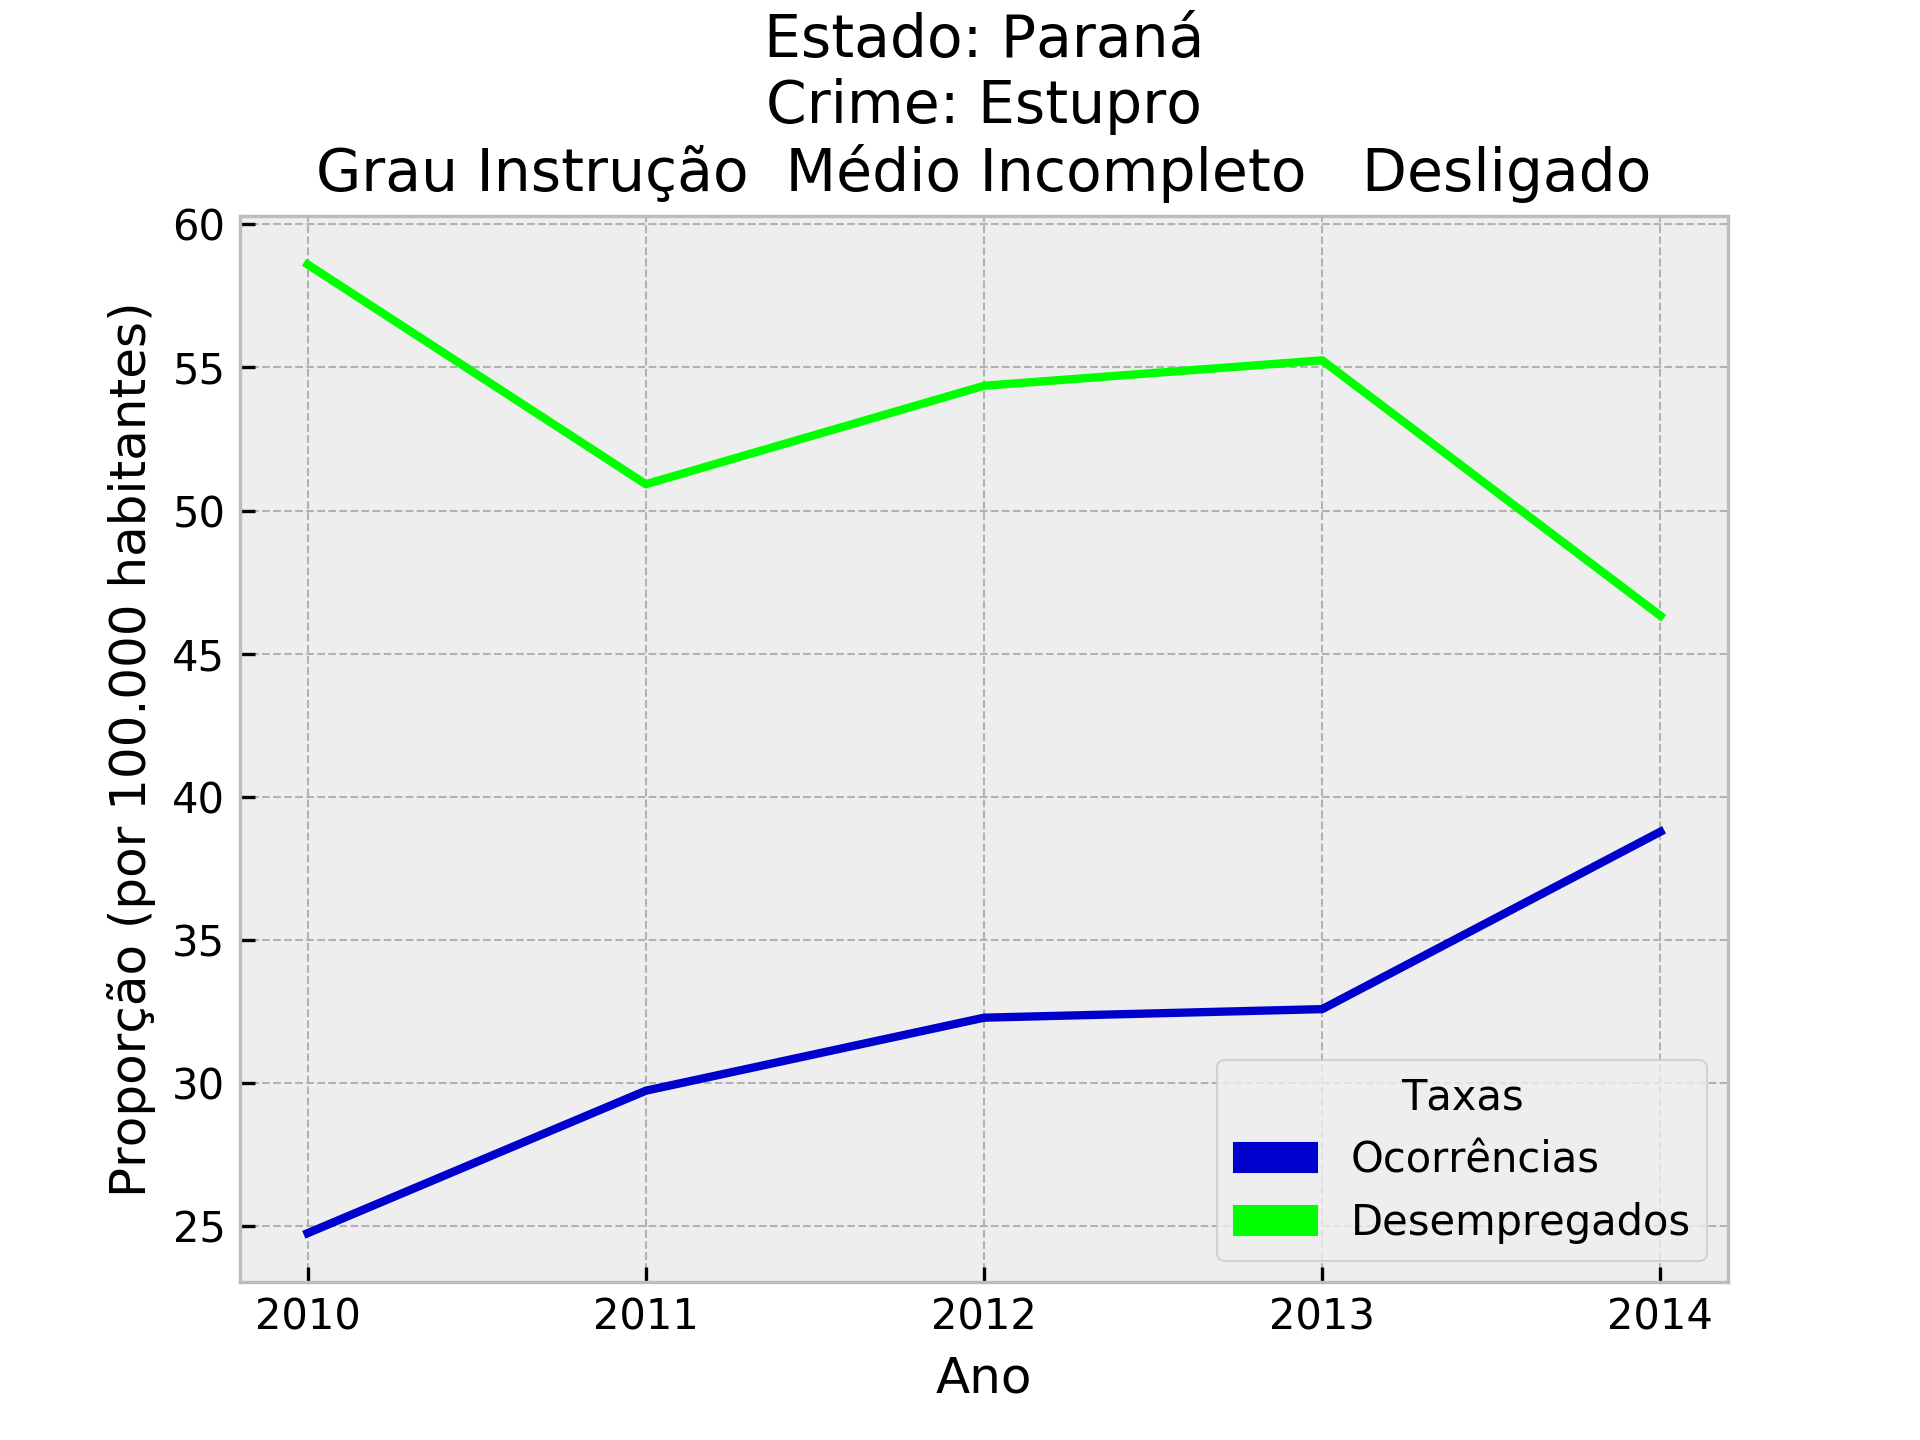 Estado: Paraná
Crime: Estupro
Grau Instrução  Médio Incompleto   Desligado
60
55
50
45
40
35
30
25
Proporção (por 100.000 habitantes)
Taxas
Ocorrências
Desempregados
2010 2011 2012 2013 2014
Ano